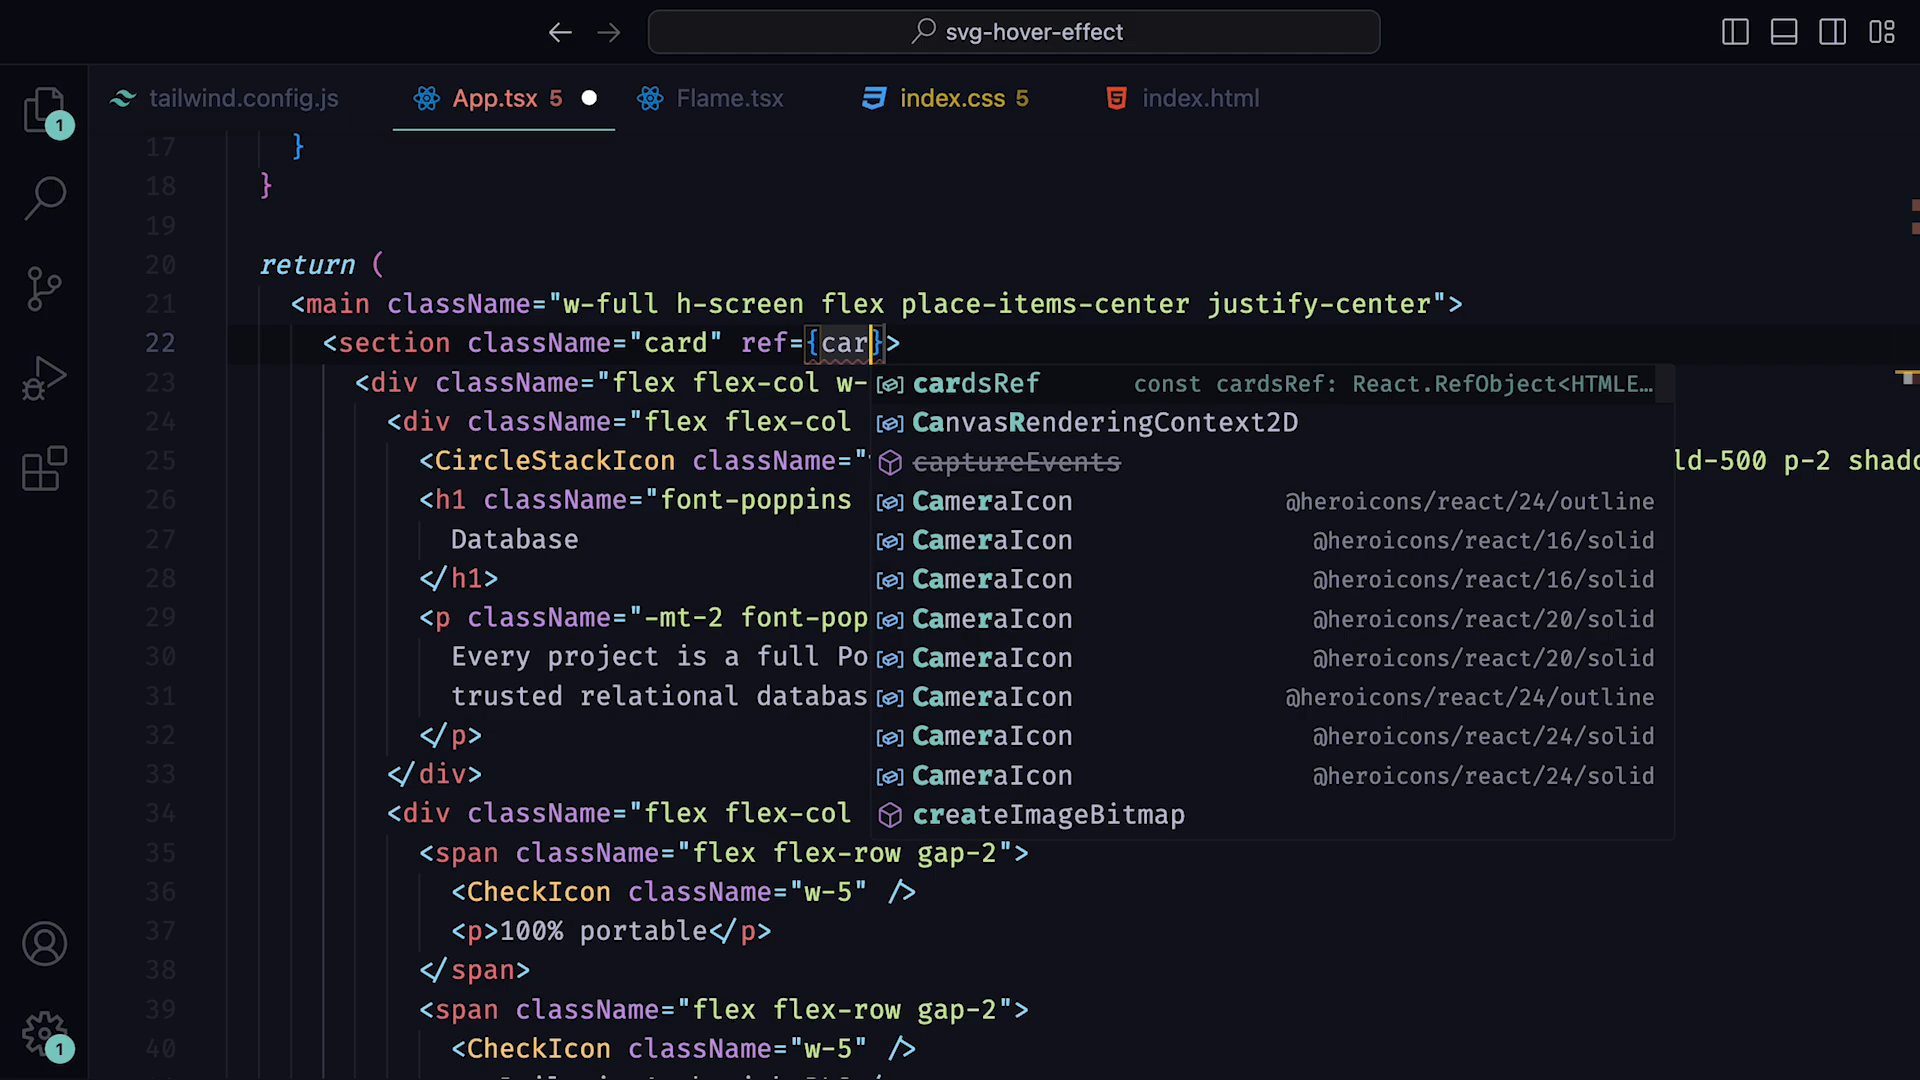 svg-hover-effect
tailwind.config.js App.tsx 5 Flame.tsx index.css 5 index.html
17 }
18 }
19
20 return (
21 <main className="w-full h-screen flex place-items-center justify-center">
22 <section className="card" ref={car}>
23 <div className="flex flex-col w-
24 <div className="flex flex-col
25 <CircleStackIcon className=" ld-500 p-2 shado
26 <h1 className="font-poppins
27 Database
28 </h1>
29 <p className="-mt-2 font-pop
30 Every project is a full Po
31 trusted relational databas
32 </p>
33 </div>
34 <div className="flex flex-col
35 <span className="flex flex-row gap-2">
36 <CheckIcon className="w-5" />
37 <p>100% portable</p>
38 </span>
39 <span className="flex flex-row gap-2">
40 <CheckIcon className="w-5" />
cardsRef const cardsRef: React.RefObject<HTMLE…
CanvasRenderingContext2D
captureEvents
CameraIcon @heroicons/react/24/outline
CameraIcon @heroicons/react/16/solid
CameraIcon @heroicons/react/16/solid
CameraIcon @heroicons/react/20/solid
CameraIcon @heroicons/react/20/solid
CameraIcon @heroicons/react/24/outline
CameraIcon @heroicons/react/24/solid
CameraIcon @heroicons/react/24/solid
createImageBitmap
1
1